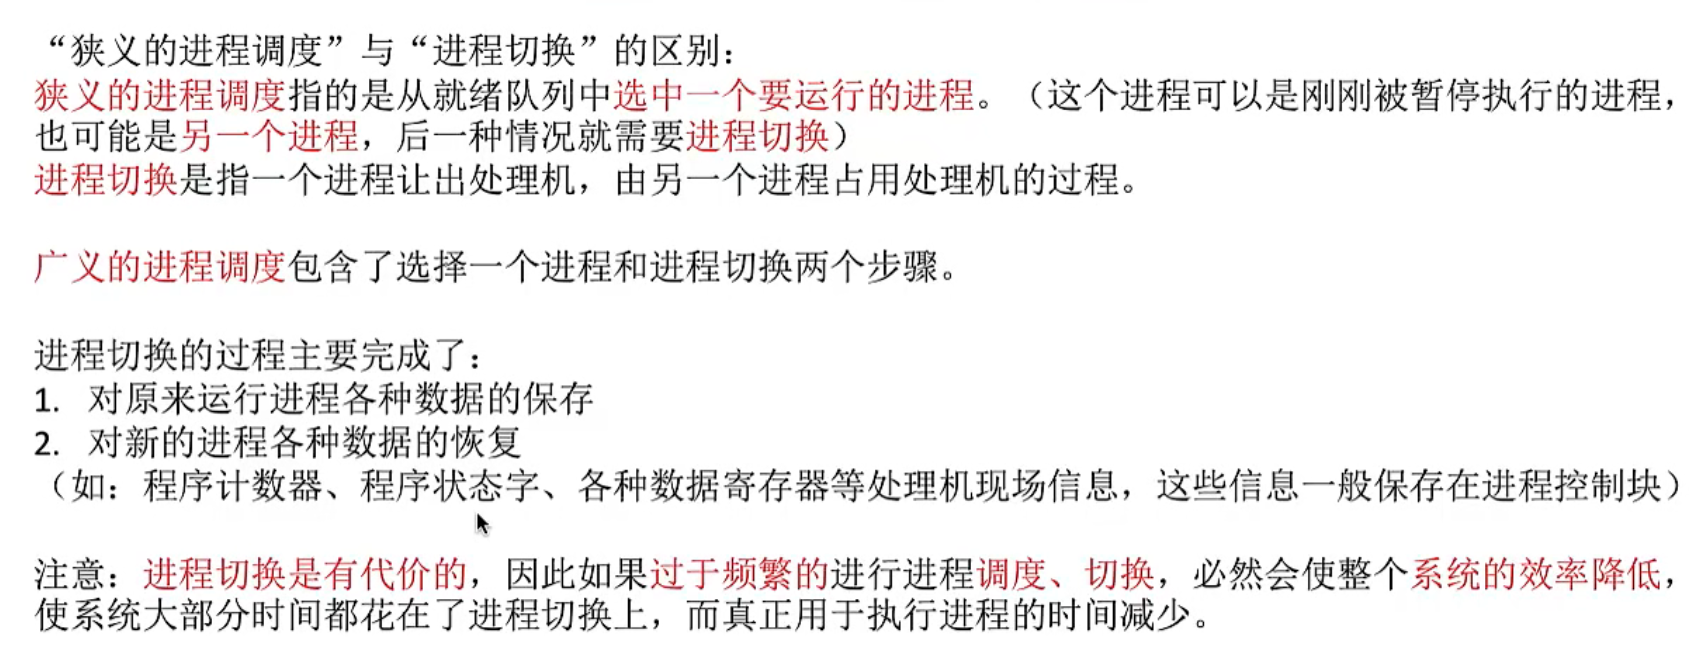 “狭义的进程调度”与“进程切换”的区别：
狭义的进程调度指的是从就绪队列中选中一个要运行的进程。（这个进程可以是刚刚被暂停执行的进程，
也可能是另一个进程，后一种情况就需要进程切换）
进程切换是指一个进程让出处理机，由另一个进程占用处理机的过程。
广义的进程调度包含了选择一个进程和进程切换两个步骤。
进程切换的过程主要完成了：
1. 对原来运行进程各种数据的保存
2. 对新的进程各种数据的恢复
（如：程序计数器、程序状态字、各种数据寄存器等处理机现场信息，这些信息一般保存在进程控制块）
注意：进程切换是有代价的，因此如果过于频繁的进行进程调度、切换，必然会使整个系统的效率降低，
使系统大部分时间都花在了进程切换上，而真正用于执行进程的时间减少。